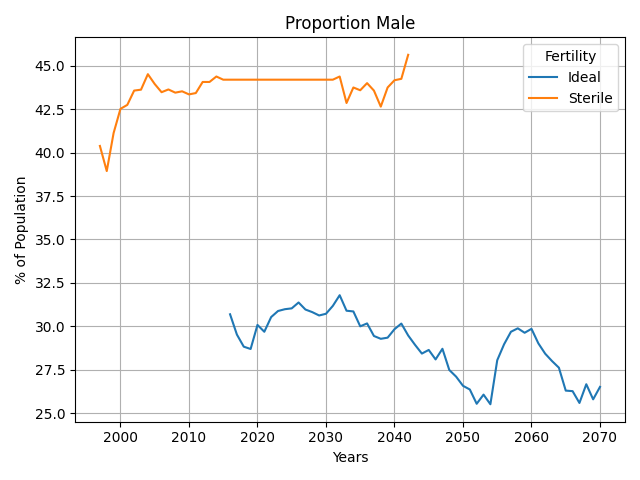 Proportion Male
Fertility
Ideal
Sterile
% of Population
45.0
42.5
40.0
37.5
35.0
32.5
30.0
27.5
25.0
2000 2010 2020 2030 2040 2050 2060 2070
Years